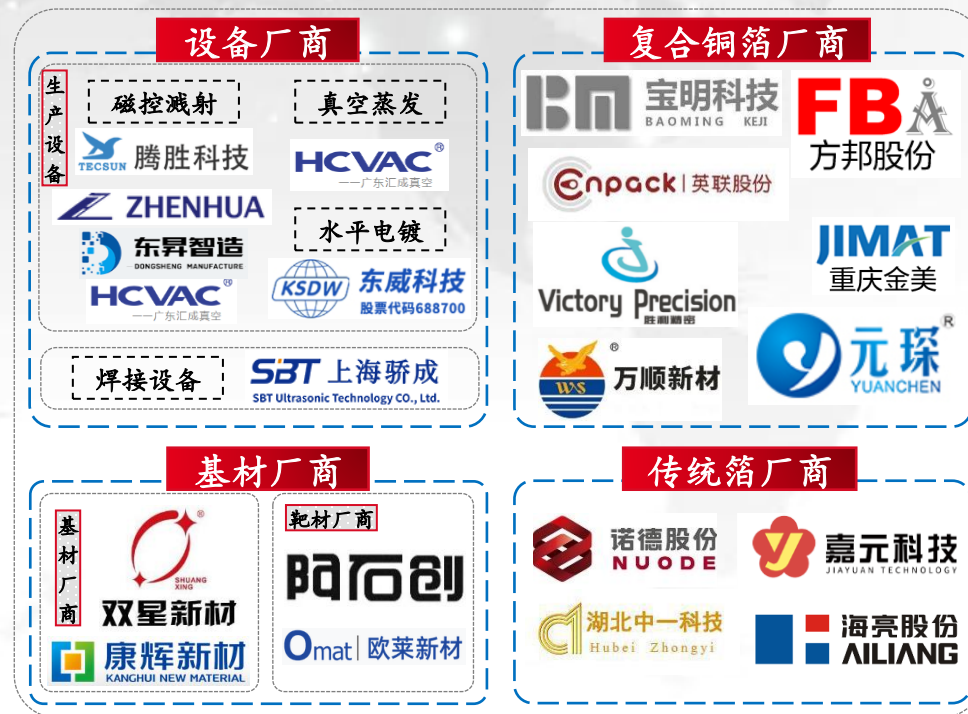 设备厂商
生产设备
磁控溅射
TECSUN
腾胜科技
ZHENHUA
东昇智造
DONGSHENG MANUFACTURE
HCVAC®
——广东汇成真空
真空蒸发
HCVAC®
——广东汇成真空
水平电镀
KSDW
东威科技
股票代码688700
焊接设备
SBT 上海骄成
SBT Ultrasonic Technology CO., Ltd.
复合铜箔厂商
宝明科技
BAOMING KEJI
FB
方邦股份
Enpack | 英联股份
Victory Precision
胜利精密
JIMAT
重庆金美
W&S
®
万顺新材
®
元琛
YUANCHEN
基材厂商
基材厂商
®
SHUANG
XING
双星新材
康辉新材
KANGHUI NEW MATERIAL
靶材厂商
阿石创
Omat | 欧莱新材
传统箔厂商
诺德股份
NUODE
嘉元科技
JIAYUAN TECHNOLOGY
湖北中一科技
Hubei Zhongyi
海亮股份
AILIANG